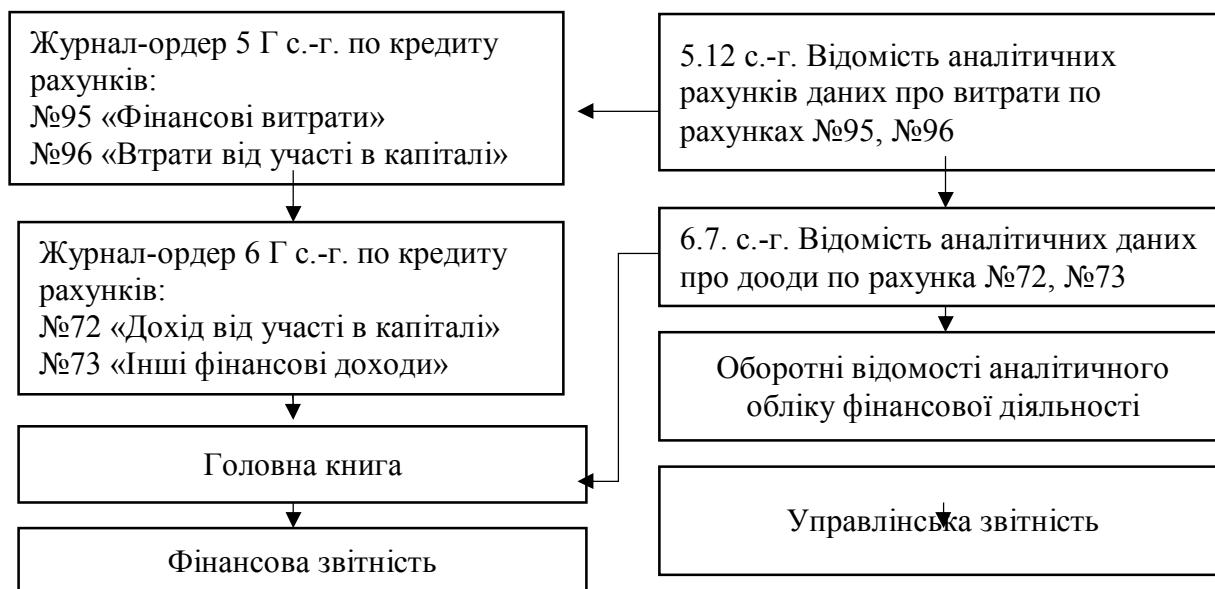 Журнал-ордер 5 Г с.-г. по кредиту
рахунків:
№95 «Фінансові витрати»
№96 «Втрати від участі в капіталі»
5.12 с.-г. Відомість аналітичних
рахунків даних про витрати по
рахунках №95, №96
Журнал-ордер 6 Г с.-г. по кредиту
рахунків:
№72 «Дохід від участі в капіталі»
№73 «Інші фінансові доходи»
6.7. с.-г. Відомість аналітичних даних
про дооди по рахунка №72, №73
Оборотні відомості аналітичного
обліку фінансової діяльності
Головна книга
Управлінська звітність
Фінансова звітність